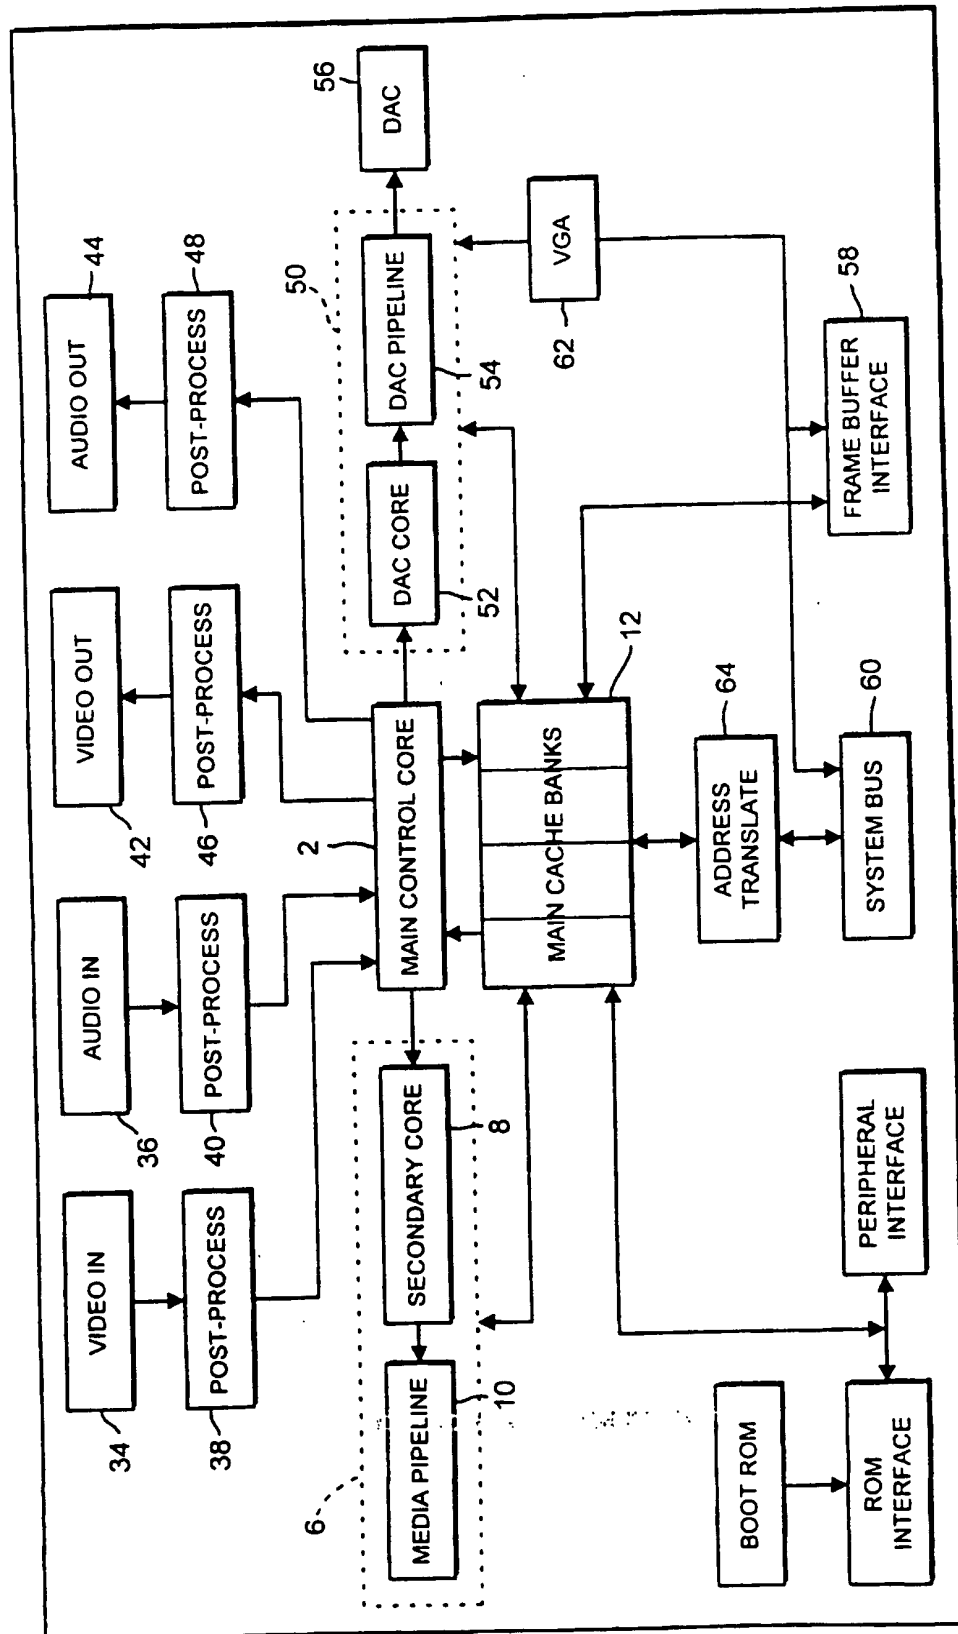 VIDEO IN
34
AUDIO IN
36
VIDEO OUT
42
AUDIO OUT
44
POST-PROCESS
38
POST-PROCESS
40
POST-PROCESS
46
POST-PROCESS
48
6
MEDIA PIPELINE
10
SECONDARY CORE
8
MAIN CONTROL CORE
2
50
DAC CORE
52
DAC PIPELINE
54
DAC
56
MAIN CACHE BANKS
12
VGA
62
ADDRESS
TRANSLATE
64
BOOT ROM
ROM
INTERFACE
PERIPHERAL
INTERFACE
SYSTEM BUS
60
FRAME BUFFER
INTERFACE
58